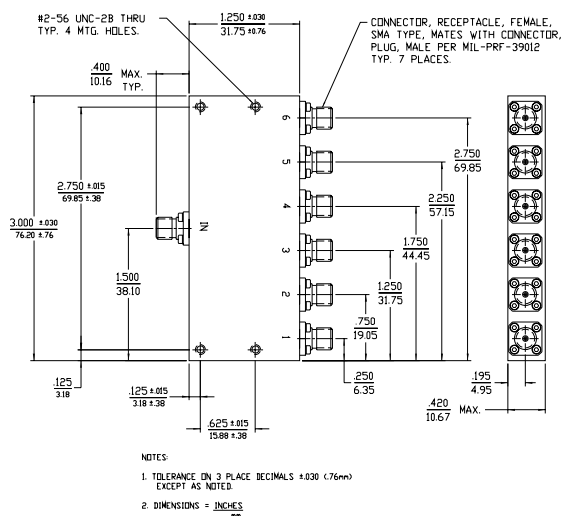 #2-56 UNC-2B THRU
TYP. 4 MTG. HOLES.
1.250 ±.030
31.75 ±0.76
CONNECTOR, RECEPTACLE, FEMALE,
SMA TYPE, MATES WITH CONNECTOR,
PLUG, MALE PER MIL-PRF-39012
TYP. 7 PLACES.
.400
10.16
MAX.
TYP.
6
5
4
3
2
1
IN
2.750 ±.015
69.85 ±.38
3.000 ±.030
76.20 ±.76
1.500
38.10
2.750
69.85
2.250
57.15
1.750
44.45
1.250
31.75
.750
19.05
.250
6.35
.195
4.95
.420
10.67
MAX.
.125
3.18
.125 ±.015
3.18 ±.38
.625 ±.015
15.88 ±.38
NOTES:
1. TOLERANCE ON 3 PLACE DECIMALS ±.030 (.76mm)
EXCEPT AS NOTED.
2. DIMENSIONS = INCHES
mm